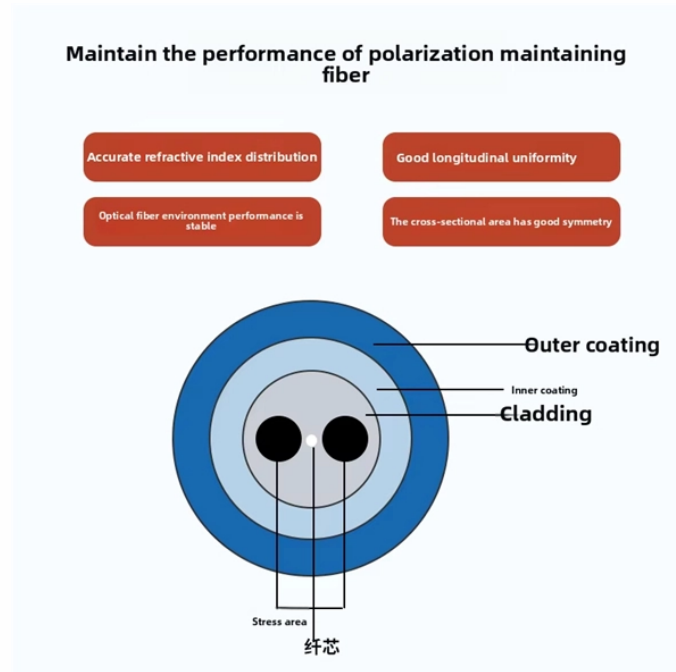 Maintain the performance of polarization maintaining
fiber
Accurate refractive index distribution
Good longitudinal uniformity
Optical fiber environment performance is
stable
The cross-sectional area has good symmetry
Outer coating
Inner coating
Cladding
Stress area
纤芯